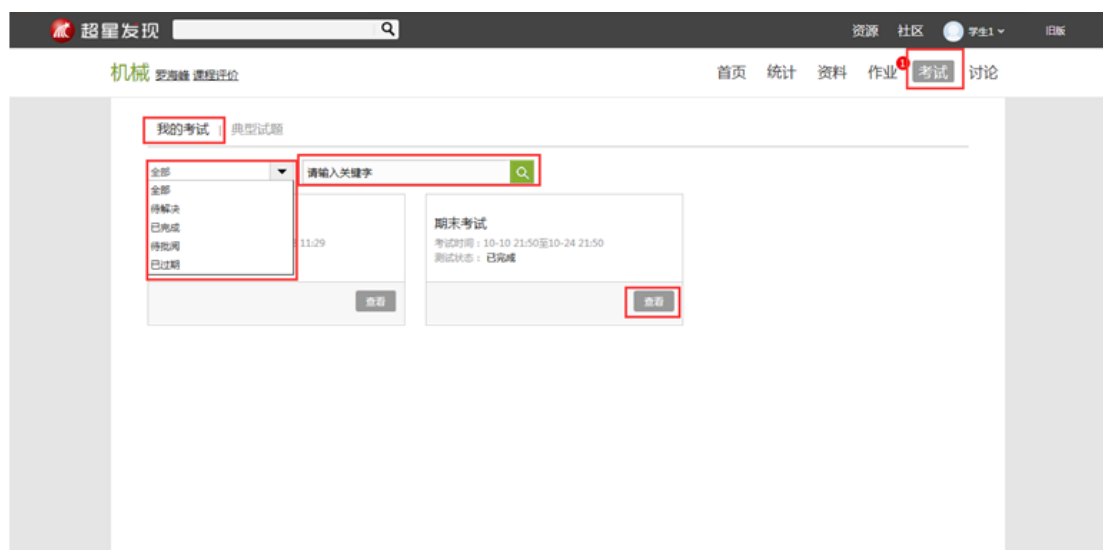 超星发现
资源 社区 学生1 旧版
机械 罗海峰 课程评价
首页 统计 资料 作业 1 考试 讨论
我的考试 | 典型试题
全部
请输入关键字
全部
待解决
已完成
待批阅
已过期
11:29
查看
期末考试
考试时间：10-10 21:50至10-24 21:50
测试状态：已完成
查看